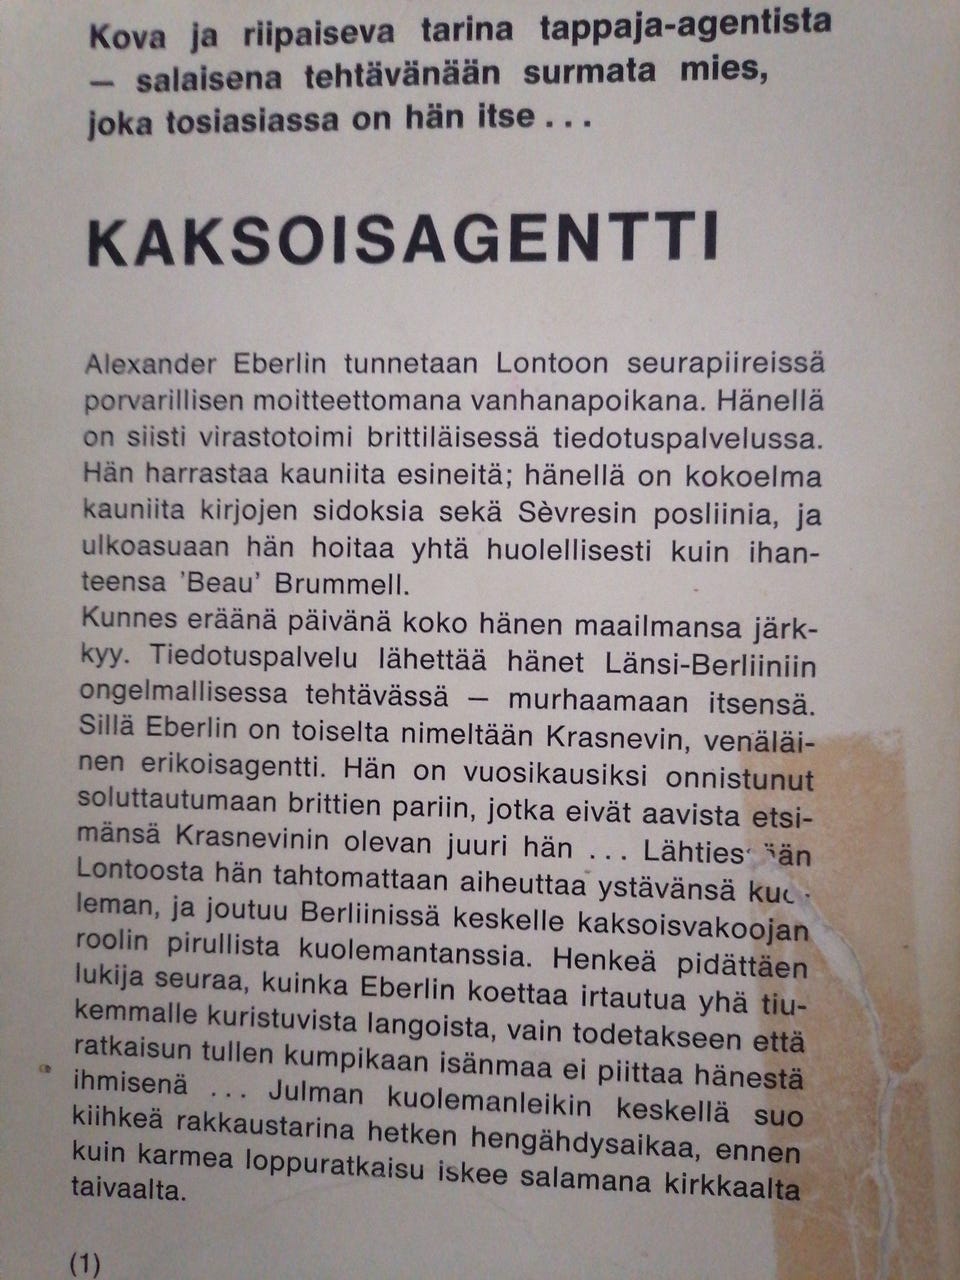 Kova ja riipaiseva tarina tappaja-agentista
— salaisena tehtävänään surmata mies,
joka tosiasiassa on hän itse ...
KAKSOISAGENTTI
Alexander Eberlin tunnetaan Lontoon seurapiireissä
porvarillisen moitteettomana vanhanapoikana. Hänellä
on siisti virastotoimi brittiläisessä tiedotuspalvelussa.
Hän harrastaa kauniita esineitä; hänellä on kokoelma
kauniita kirjojen sidoksia sekä Sèvresin posliinia, ja
ulkoasuaan hän hoitaa yhtä huolellisesti kuin ihan-
teensa 'Beau' Brummell.
Kunnes eräänä päivänä koko hänen maailmansa järk-
kyy. Tiedotuspalvelu lähettää hänet Länsi-Berliiniin
ongelmallisessa tehtävässä — murhaamaan itsensä.
Sillä Eberlin on toiselta nimeltään Krasnevin, venäläi-
nen erikoisagentti. Hän on vuosikausiksi onnistunut
soluttautumaan brittien pariin, jotka eivät aavista etsi-
mänsä Krasnevinin olevan juuri hän ...
Lontoosta hän tahtomattaan aiheuttaa ystävänsä
leman, ja joutuu Berliinissä keskelle kaksoisvakoojan
roolin pirullista kuolemantanssia. Henkeä pidättäen
lukija seuraa, kuinka Eberlin koettaa irtautua yhä tiu-
kemmalle kuristuvista langoista, vain todetakseen että
ratkaisun tullen kumpikaan isänmaa ei piittaa hänestä
ihmisenä ... Julman kuolemanleikin keskellä suo
kiihkeä rakkaustarina hetken hengähdysaikaa, ennen
kuin karmea loppuratkaisu iskee salamana kirkkaalta
taivaalta.
(1)